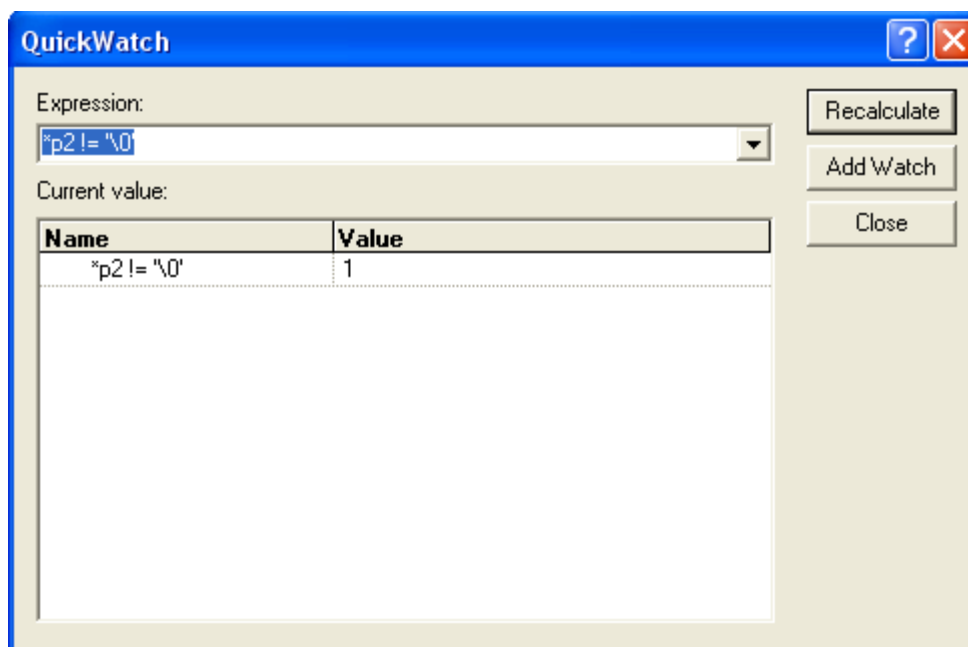 QuickWatch
Expression:
*p2 != '\0'
Recalculate
Add Watch
Close
Current value:
Name Value
*p2 != '\0' 1